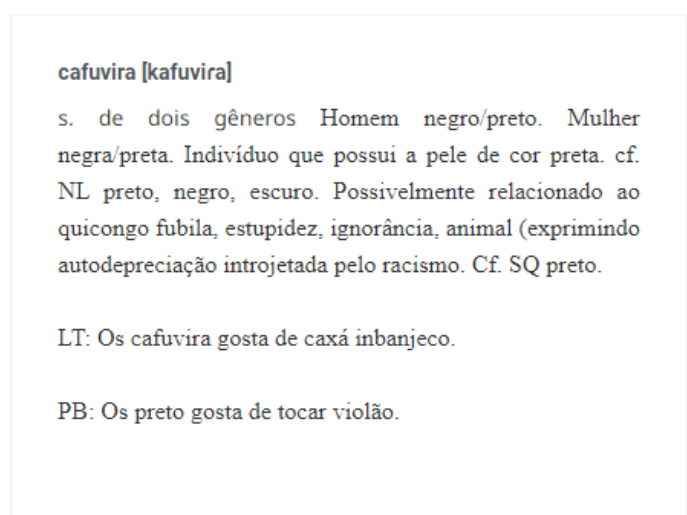 cafuvira [kafuviɾa]
s. de dois gêneros Homem negro/preto. Mulher
negra/preta. Indivíduo que possui a pele de cor preta. cf.
NL preto, negro, escuro. Possivelmente relacionado ao
quicongo fubila, estupidez, ignorância, animal (exprimindo
autodepreciação introjetada pelo racismo. Cf. SQ preto.
LT: Os cafuvira gosta de caxá inbanjeco.
PB: Os preto gosta de tocar violão.